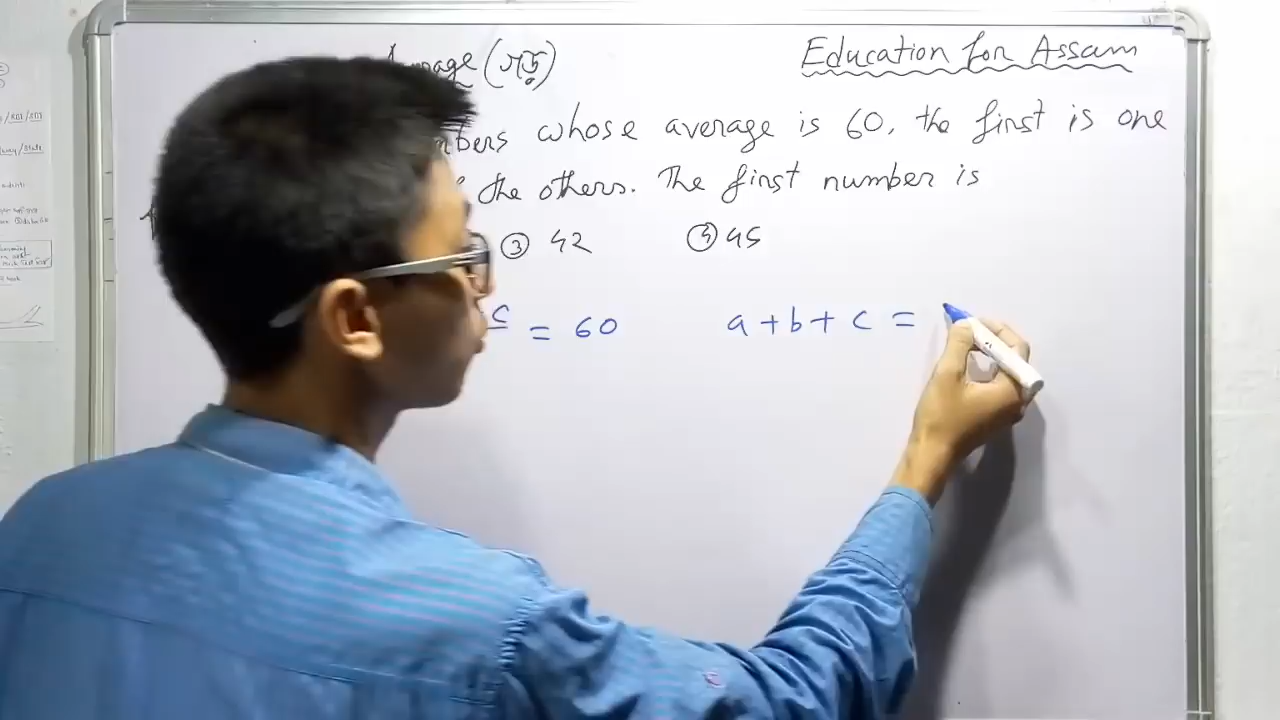 Average (গড়) Education for Assam
whose average is 60, the first is one
the others. The first number is
③ 42 ④ 45
c = 60 a + b + c =